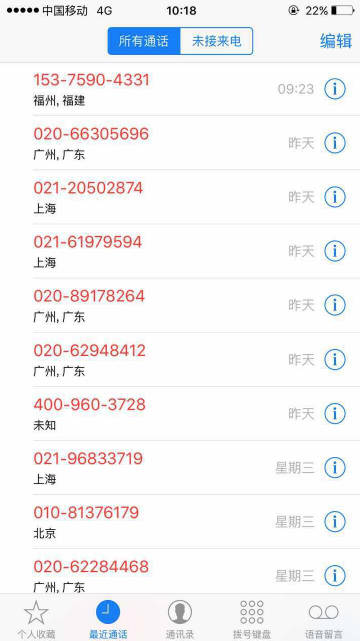 中国移动 4G 10:18 22%
所有通话 未接来电 编辑
153-7590-4331 09:23
福州, 福建
020-66305696 昨天
广州, 广东
021-20502874 昨天
上海
021-61979594 昨天
上海
020-89178264 昨天
广州, 广东
020-62948412 昨天
广州, 广东
400-960-3728 昨天
未知
021-96833719 星期三
上海
010-81376179 星期三
北京
020-62284468 星期三
广州, 广东
个人收藏 最近通话 通讯录 拨号键盘 语音留言